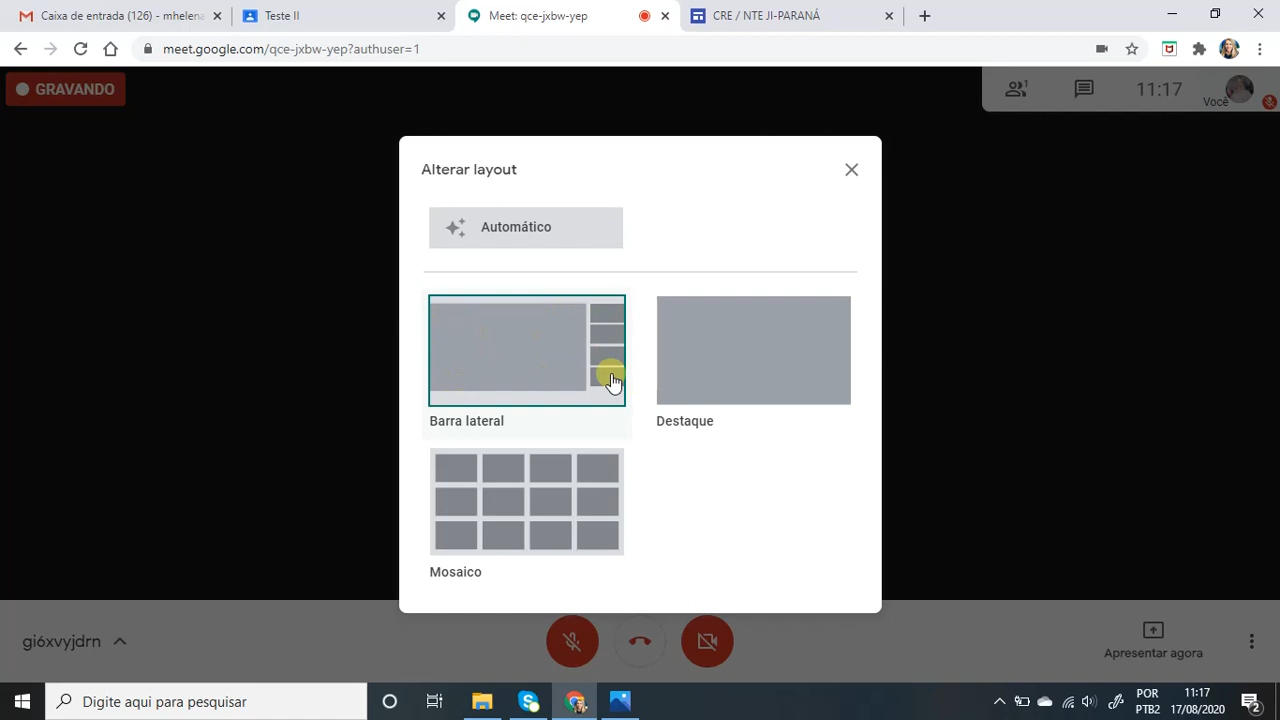 Caixa de entrada (126) - mhelena
Teste II
Meet: qce-jxbw-yep
CRE / NTE JI-PARANÁ
meet.google.com/qce-jxbw-yep?authuser=1
GRAVANDO
1
11:17
Você
Alterar layout
Automático
Barra lateral
Destaque
Mosaico
gi6xvyjdrn
Apresentar agora
Digite aqui para pesquisar
POR
PTB2
11:17
17/08/2020
2